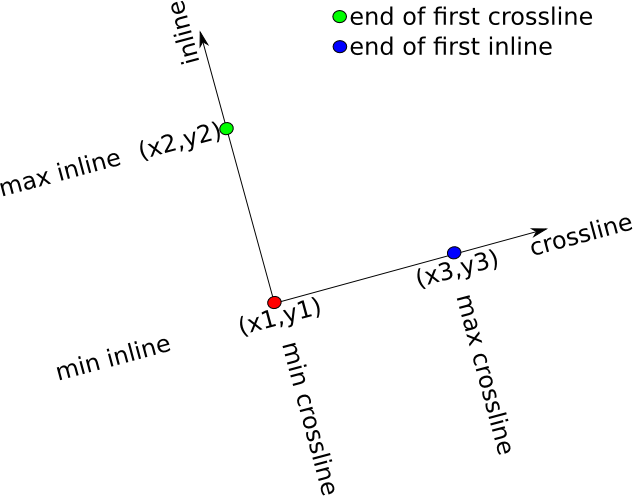 end of first crossline
end of first inline
inline
(x2,y2)
max inline
crossline
(x3,y3)
(x1,y1)
min inline
min crossline
max crossline